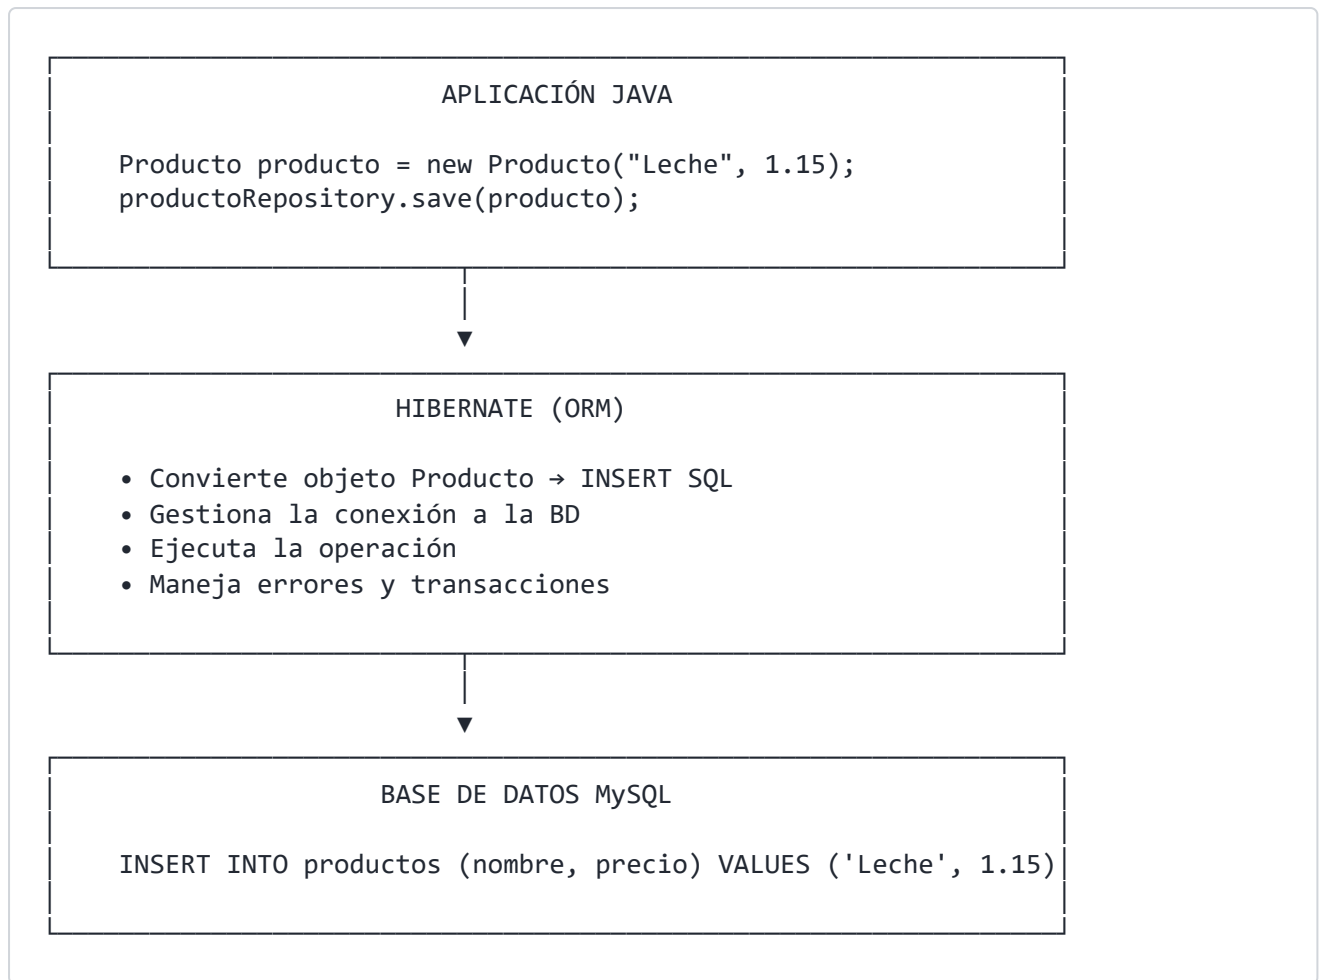 APLICACIÓN JAVA
Producto producto = new Producto("Leche", 1.15);
productoRepository.save(producto);
HIBERNATE (ORM)
• Convierte objeto Producto → INSERT SQL
• Gestiona la conexión a la BD
• Ejecuta la operación
• Maneja errores y transacciones
BASE DE DATOS MySQL
INSERT INTO productos (nombre, precio) VALUES ('Leche', 1.15)